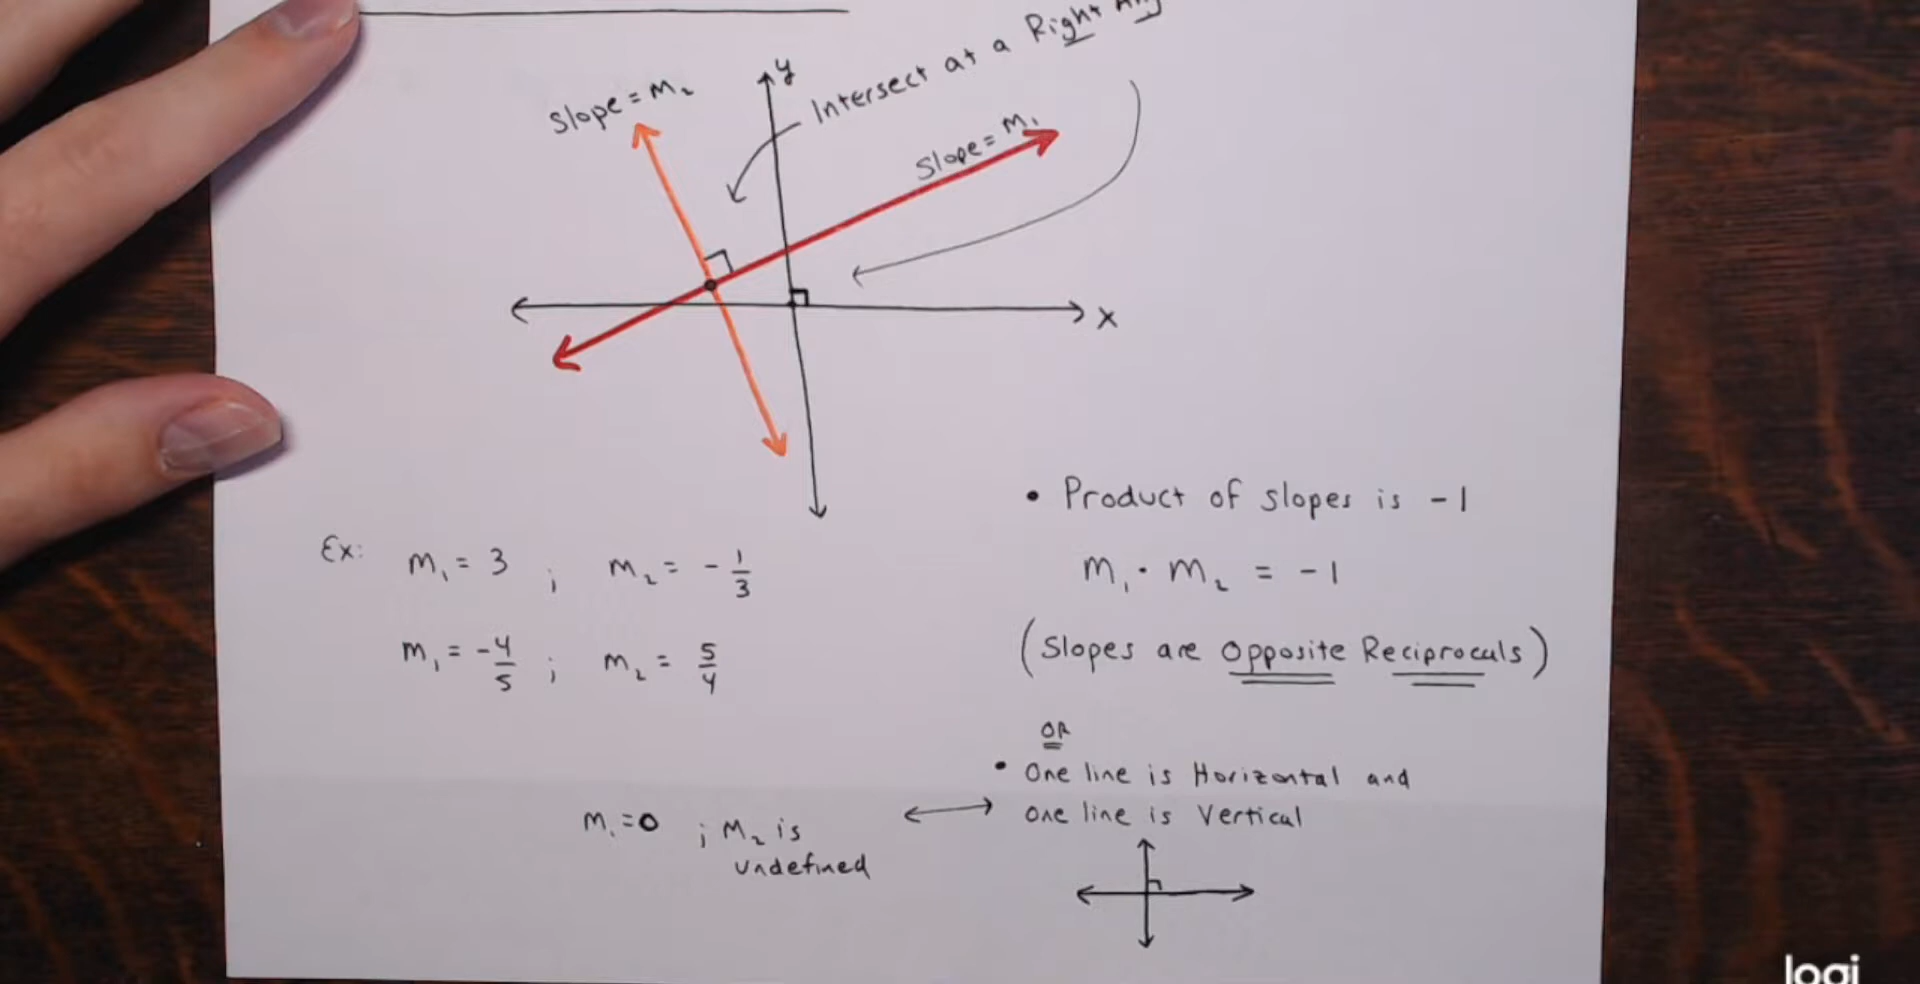 Intersect at a Right
y
Slope = m₂
Slope = m₁
x
• Product of slopes is -1
Ex: m₁ = 3 ; m₂ = -1/3
m₁ · m₂ = -1
m₁ = -4/5 ; m₂ = 5/4
(Slopes are Opposite Reciprocals)
OR
• One line is Horizontal and
one line is Vertical
m₁ = 0 ; m₂ is
undefined
logi